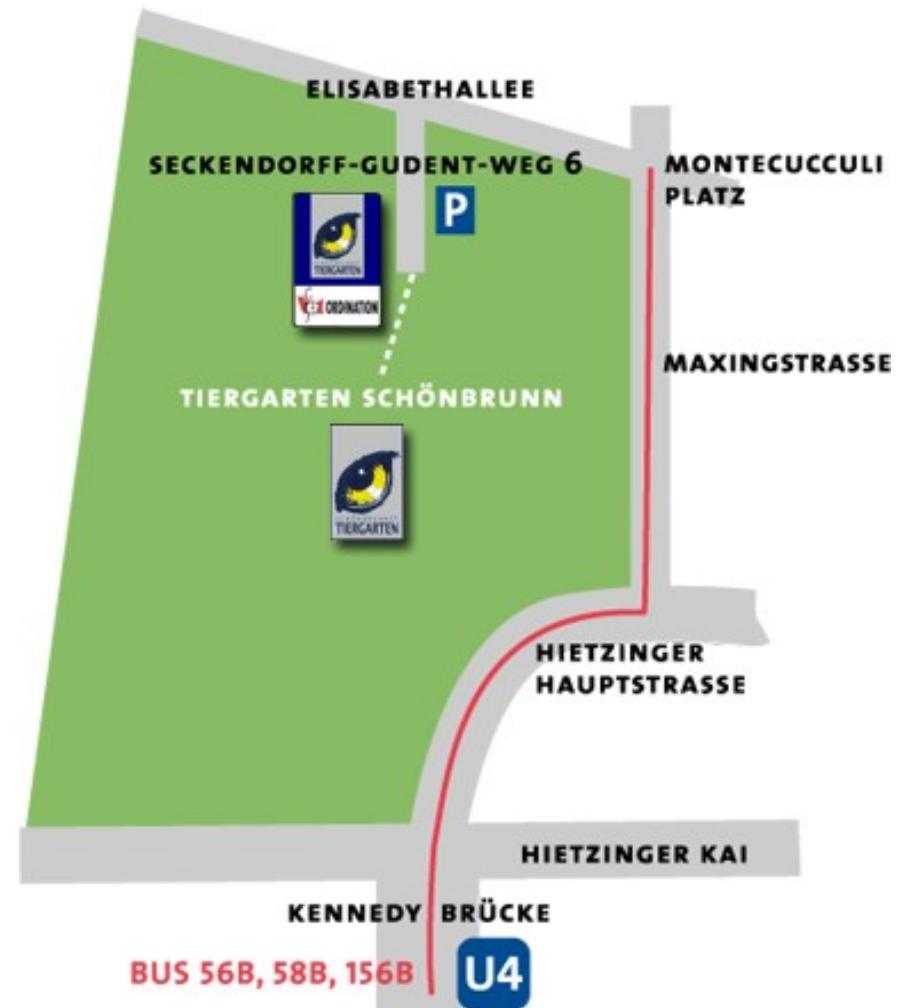 ELISABETHALLEE
SECKENDORFF-GUDENT-WEG 6
MONTECUCCULI
PLATZ
P
TIERGARTEN
ORDINATION
MAXINGSTRASSE
TIERGARTEN SCHÖNBRUNN
TIERGARTEN
HIETZINGER
HAUPTSTRASSE
HIETZINGER KAI
KENNEDY BRÜCKE
BUS 56B, 58B, 156B
U4